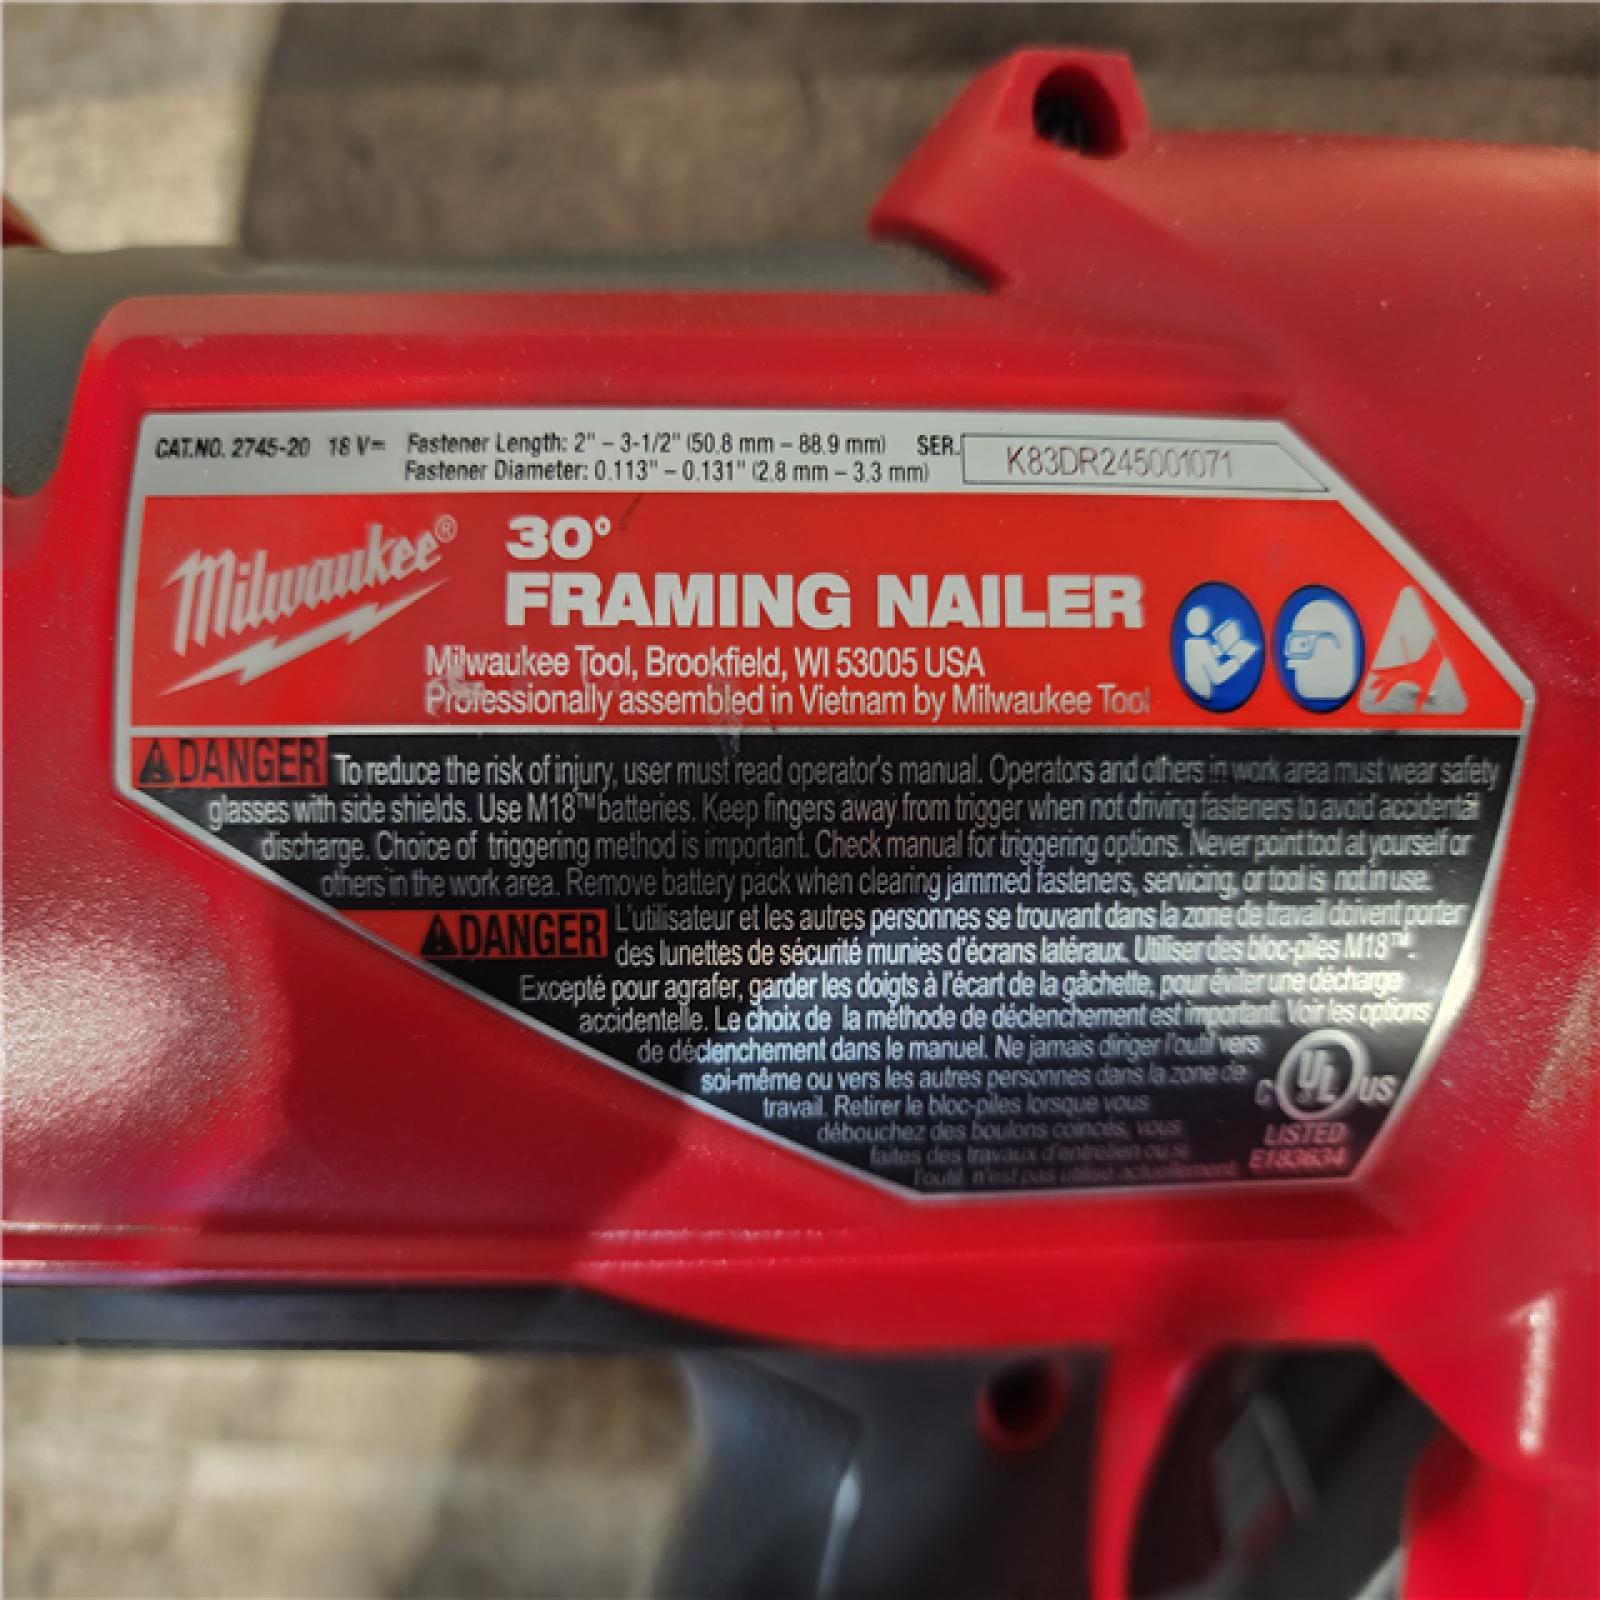 CAT.NO. 2745-20 18 V⎓ Fastener Length: 2" – 3-1/2" (50.8 mm – 88.9 mm) SER. K83DR245001071
Fastener Diameter: 0.113" – 0.131" (2.8 mm – 3.3 mm)
Milwaukee®
30°
FRAMING NAILER
Milwaukee Tool, Brookfield, WI 53005 USA
Professionally assembled in Vietnam by Milwaukee Tool
⚠DANGER To reduce the risk of injury, user must read operator's manual. Operators and others in work area must wear safety
glasses with side shields. Use M18™ batteries. Keep fingers away from trigger when not driving fasteners to avoid accidental
discharge. Choice of triggering method is important. Check manual for triggering options. Never point tool at yourself or
others in the work area. Remove battery pack when clearing jammed fasteners, servicing, or tool is not in use.
⚠DANGER L'utilisateur et les autres personnes se trouvant dans la zone de travail doivent porter
des lunettes de sécurité munies d'écrans latéraux. Utiliser des bloc-piles M18™.
Excepté pour agrafer, garder les doigts à l'écart de la gâchette, pour éviter une décharge
accidentelle. Le choix de la méthode de déclenchement est important. Voir les options
de déclenchement dans le manuel. Ne jamais diriger l'outil vers
soi-même ou vers les autres personnes dans la zone de
travail. Retirer le bloc-piles lorsque vous
débouchez des boulons coincés, vous
faites des travaux d'entretien ou si
l'outil n'est pas utilisé actuellement.
C UL US
LISTED
E183634